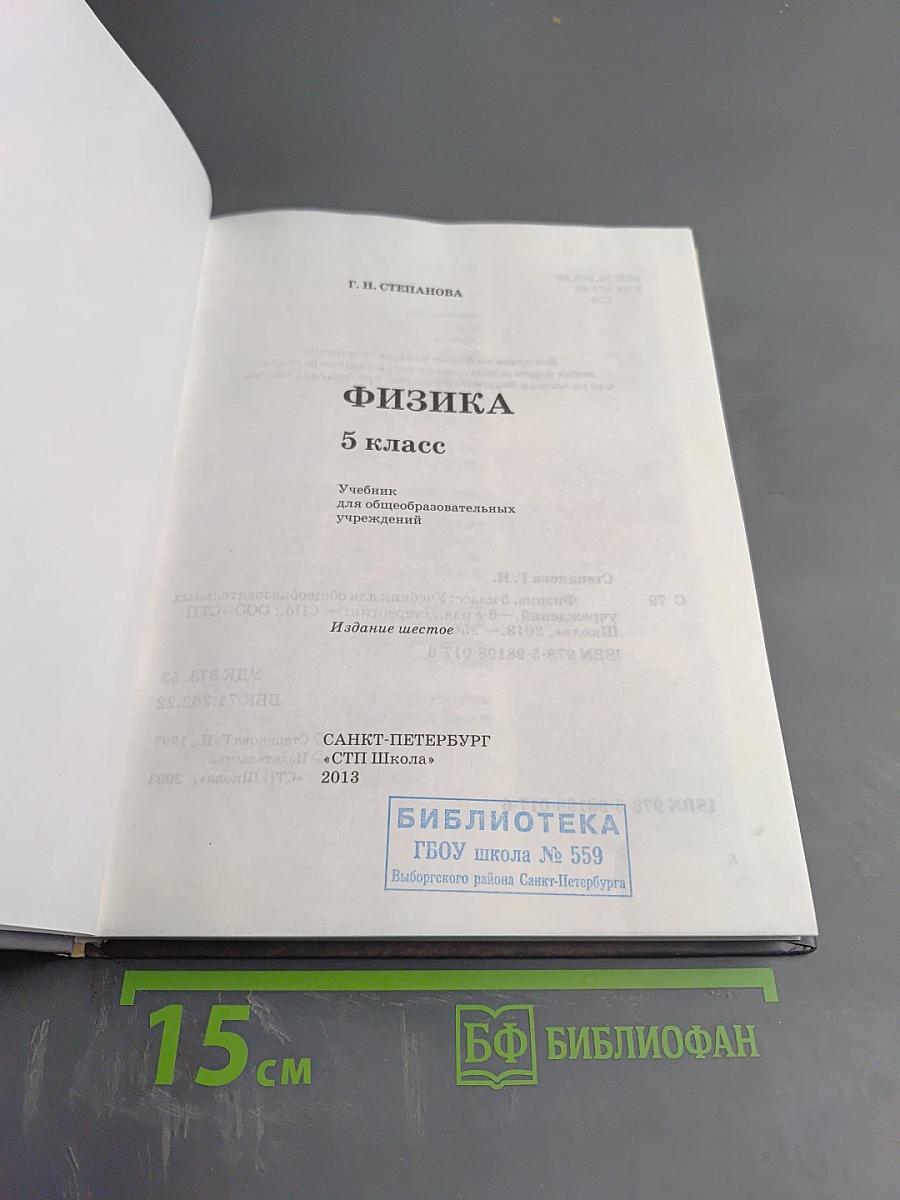 Г. Н. СТЕПАНОВА
ФИЗИКА
5 класс
Учебник
для общеобразовательных
учреждений
Издание шестое
САНКТ-ПЕТЕРБУРГ
«СТП Школа»
2013
БИБЛИОТЕКА
ГБОУ школа № 559
Выборгского района Санкт-Петербурга
15 см
БФ БИБЛИОФАН